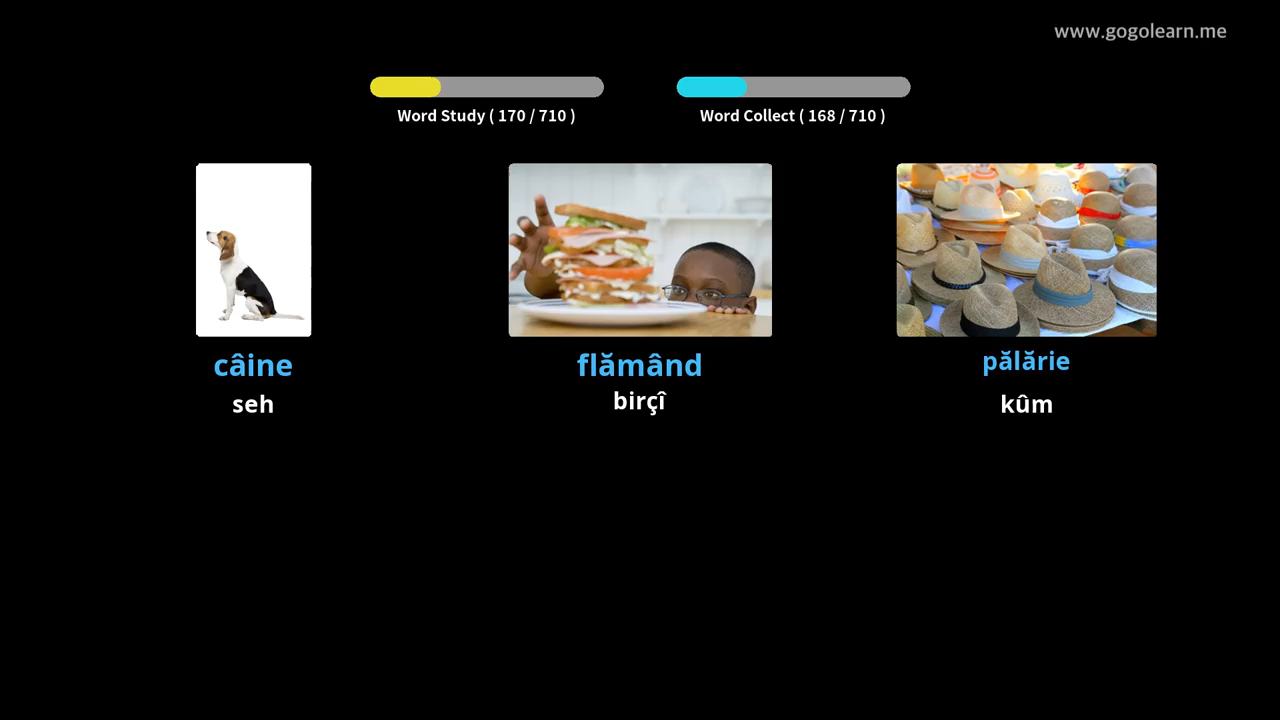 www.gogolearn.me
Word Study ( 170 / 710 )
Word Collect ( 168 / 710 )
câine
seh
flămând
birçî
pălărie
kûm